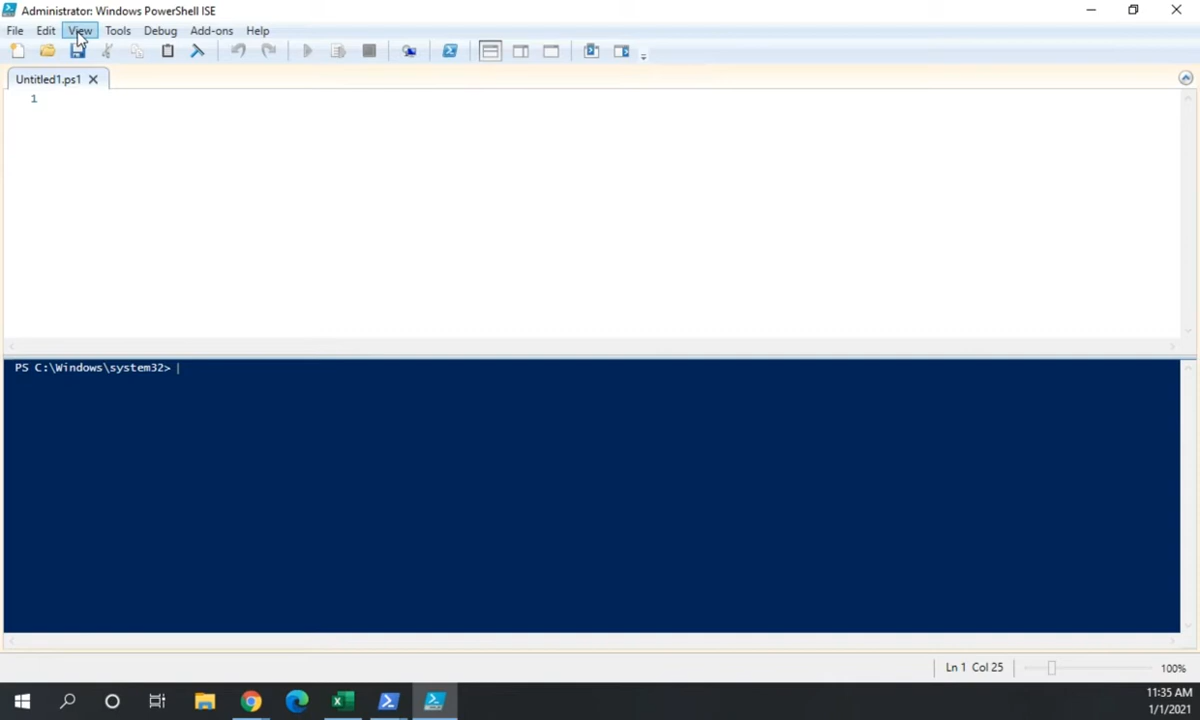 Administrator: Windows PowerShell ISE
File Edit View Tools Debug Add-ons Help
Untitled1.ps1
1
PS C:\Windows\system32>
Ln 1 Col 25 100%
11:35 AM
1/1/2021